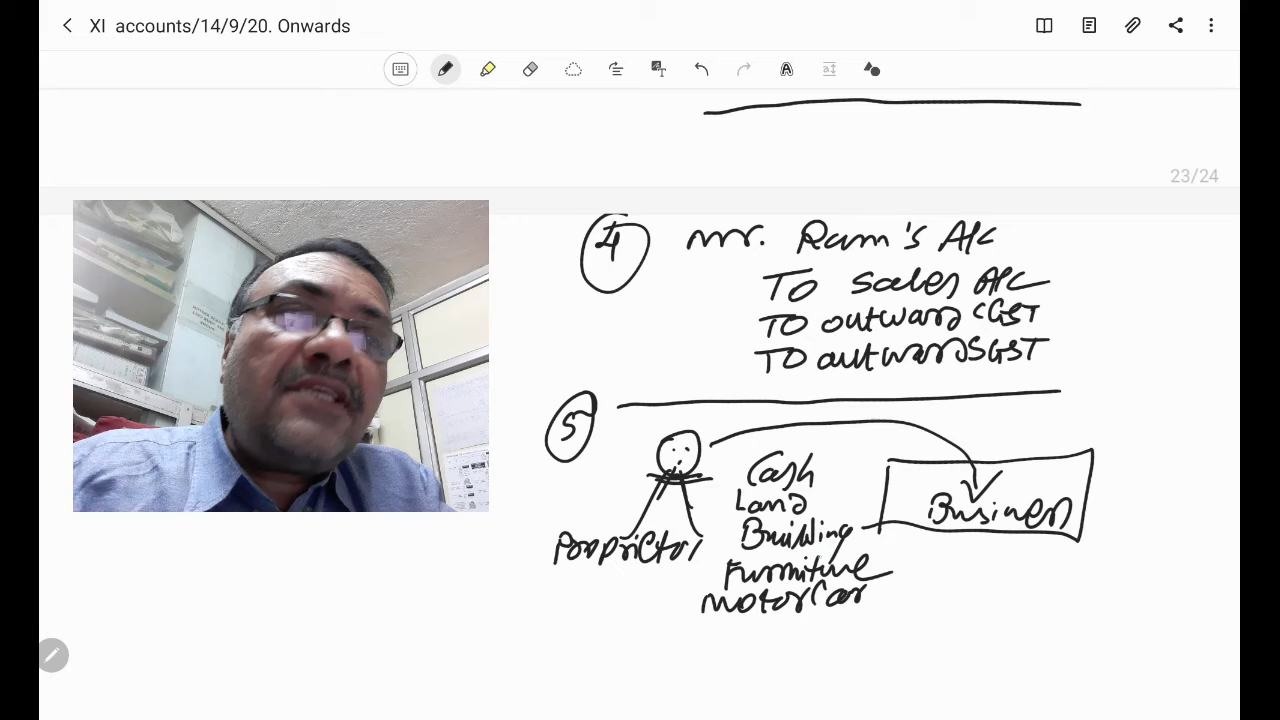 XI accounts/14/9/20. Onwards
23/24
4 Mr. Ram's A/c
To Sales A/c
To outward CGST
To outward SGST
5
Cash
Land
Building
Furniture
Motor Car
Business
Proprietor